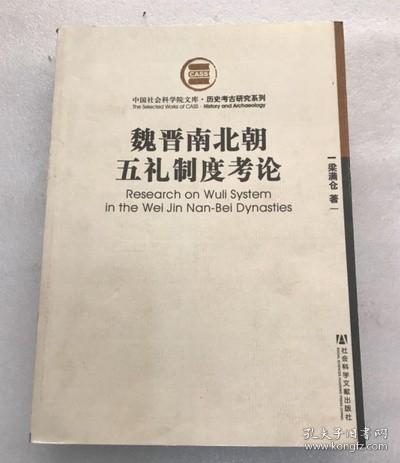 CASS
中国社会科学院文库·历史考古研究系列
The Selected Works of CASS · History and Archaeology
魏晋南北朝
五礼制度考论
Research on Wuli System
in the Wei Jin Nan-Bei Dynasties
梁满仓 著
社会科学文献出版社
孔夫子旧书网